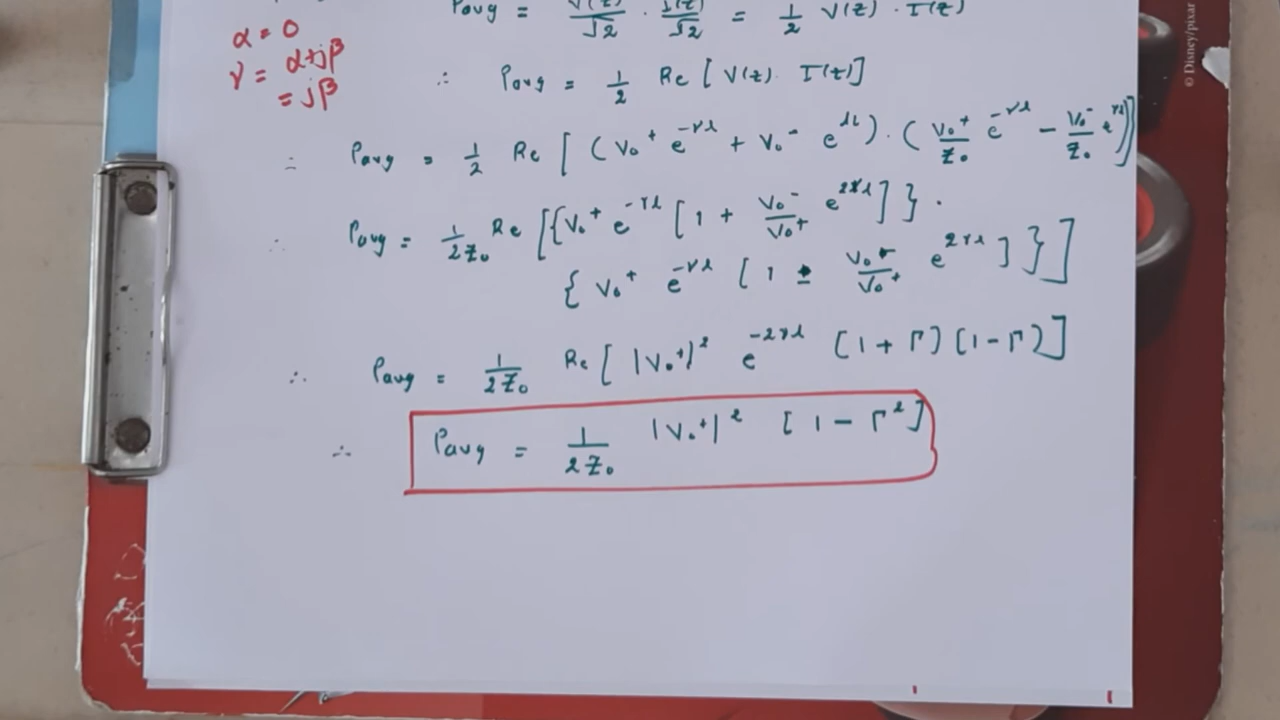 Pavg = V(z)/√2 · I(z)/√2 = 1/2 V(z) · I(z)
α = 0
γ = α+jβ
= jβ
∴ Pavg = 1/2 Re [ V(z) · I(z)]
∴ Pavg = 1/2 Re [ (V₀⁺ e^-γl + V₀⁻ e^γl) · (V₀⁺/Z₀ e^-γl − V₀⁻/Z₀ e^γl)]
∴ Pavg = 1/2Z₀ Re [{V₀⁺ e^-γl [1 + V₀⁻/V₀⁺ e^2γl]} ·
{ V₀⁺ e^-γl [ 1 ± V₀⁻/V₀⁺ e^2γl ] } ]
∴ Pavg = 1/2Z₀ Re [ |V₀⁺|² e^-2γl (1 + Γ) (1 − Γ) ]
∴ Pavg = 1/2Z₀ |V₀⁺|² [ 1 − Γ² ]
© Disney/pixar